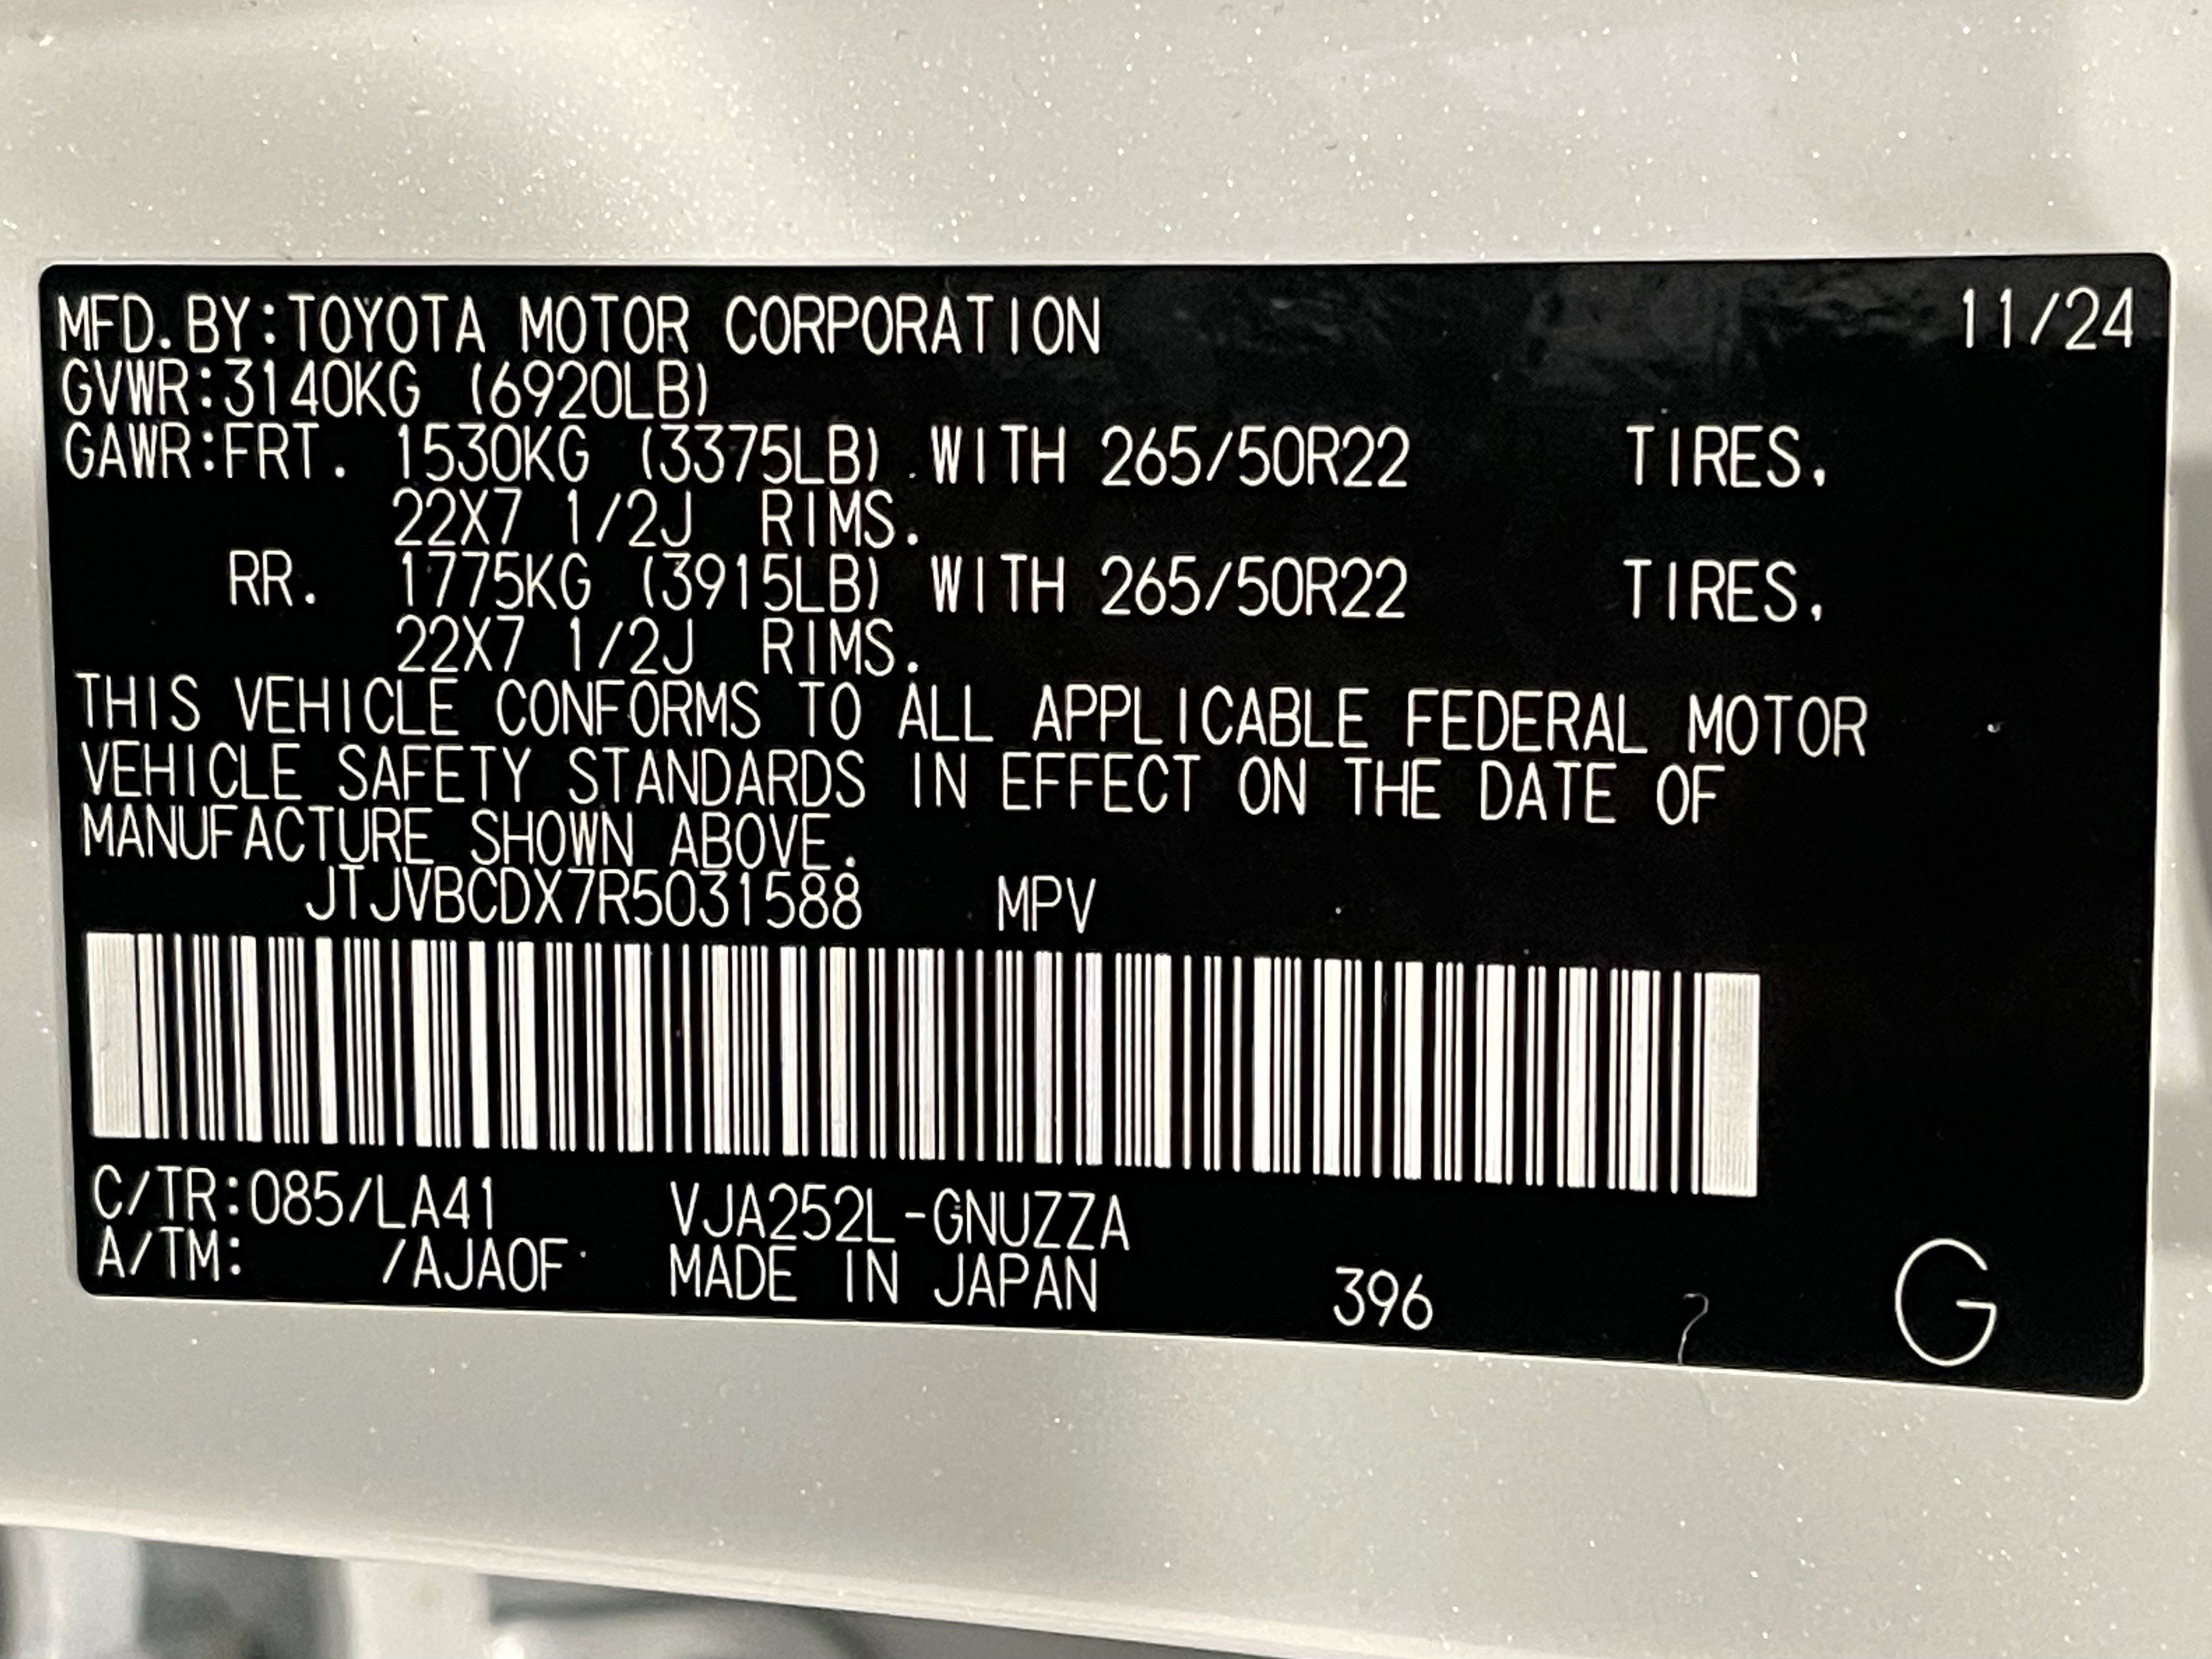 MFD.BY:TOYOTA MOTOR CORPORATION 11/24
GVWR:3140KG (6920LB)
GAWR:FRT. 1530KG (3375LB) WITH 265/50R22 TIRES,
22X7 1/2J RIMS.
RR. 1775KG (3915LB) WITH 265/50R22 TIRES,
22X7 1/2J RIMS.
THIS VEHICLE CONFORMS TO ALL APPLICABLE FEDERAL MOTOR
VEHICLE SAFETY STANDARDS IN EFFECT ON THE DATE OF
MANUFACTURE SHOWN ABOVE.
JTJVBCDX7R5031588 MPV
C/TR:085/LA41 VJA252L-GNUZZA
A/TM: /AJA0F MADE IN JAPAN 396 G